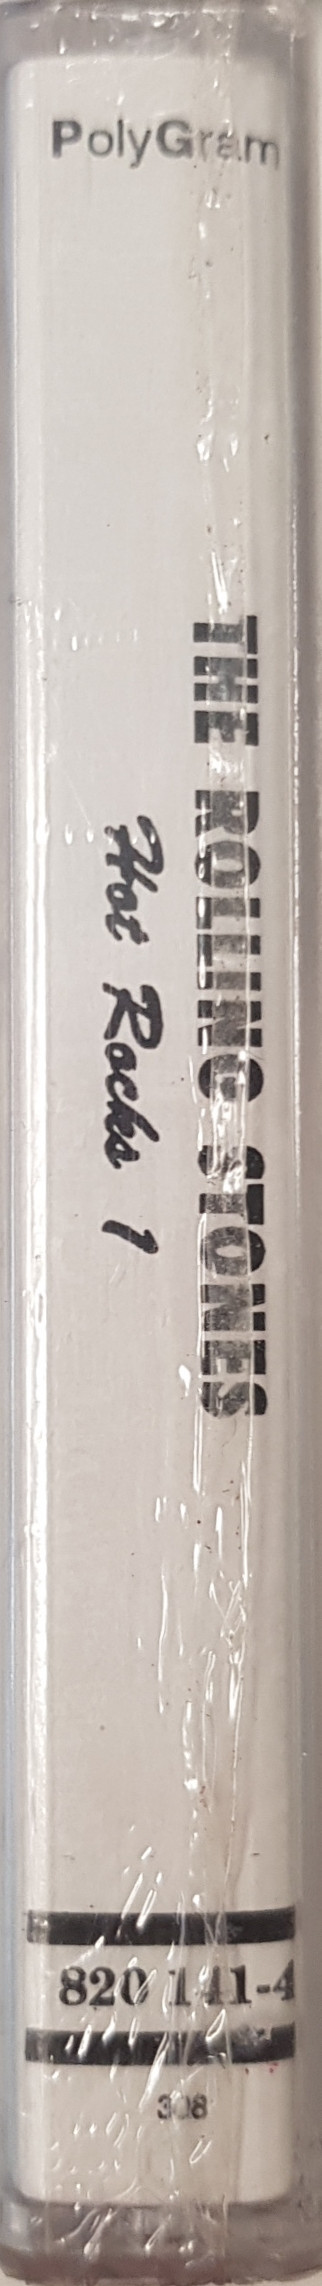 PolyGram
THE ROLLING STONES
Hot Rocks 1
820 141-4
308